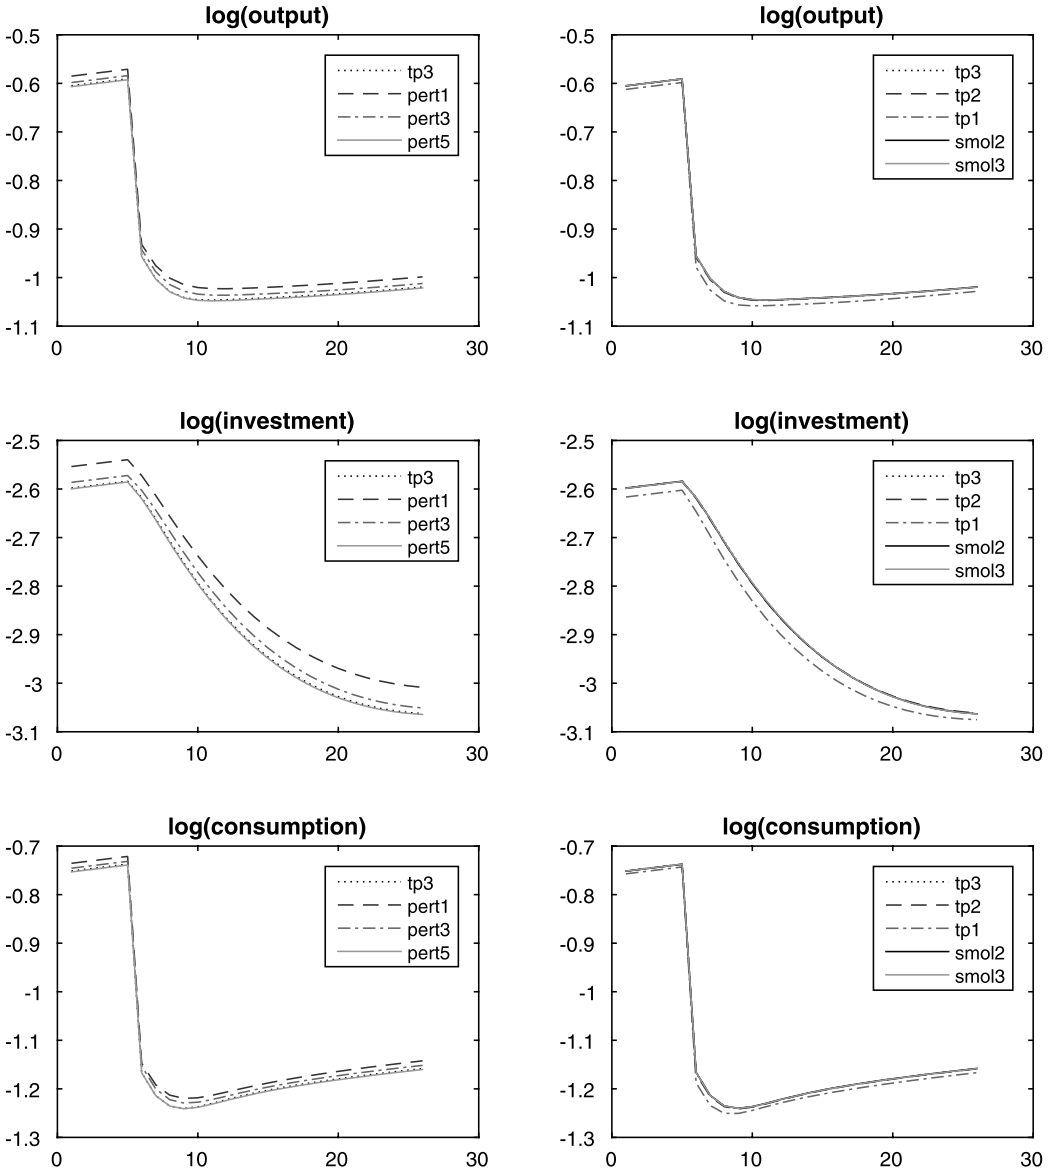 log(output)
-0.5
-0.6
-0.7
-0.8
-0.9
-1
-1.1
0
10
20
30
tp3
pert1
pert3
pert5
log(output)
-0.5
-0.6
-0.7
-0.8
-0.9
-1
-1.1
0
10
20
30
tp3
tp2
tp1
smol2
smol3
log(investment)
-2.5
-2.6
-2.7
-2.8
-2.9
-3
-3.1
0
10
20
30
tp3
pert1
pert3
pert5
log(investment)
-2.5
-2.6
-2.7
-2.8
-2.9
-3
-3.1
0
10
20
30
tp3
tp2
tp1
smol2
smol3
log(consumption)
-0.7
-0.8
-0.9
-1
-1.1
-1.2
-1.3
0
10
20
30
tp3
pert1
pert3
pert5
log(consumption)
-0.7
-0.8
-0.9
-1
-1.1
-1.2
-1.3
0
10
20
30
tp3
tp2
tp1
smol2
smol3